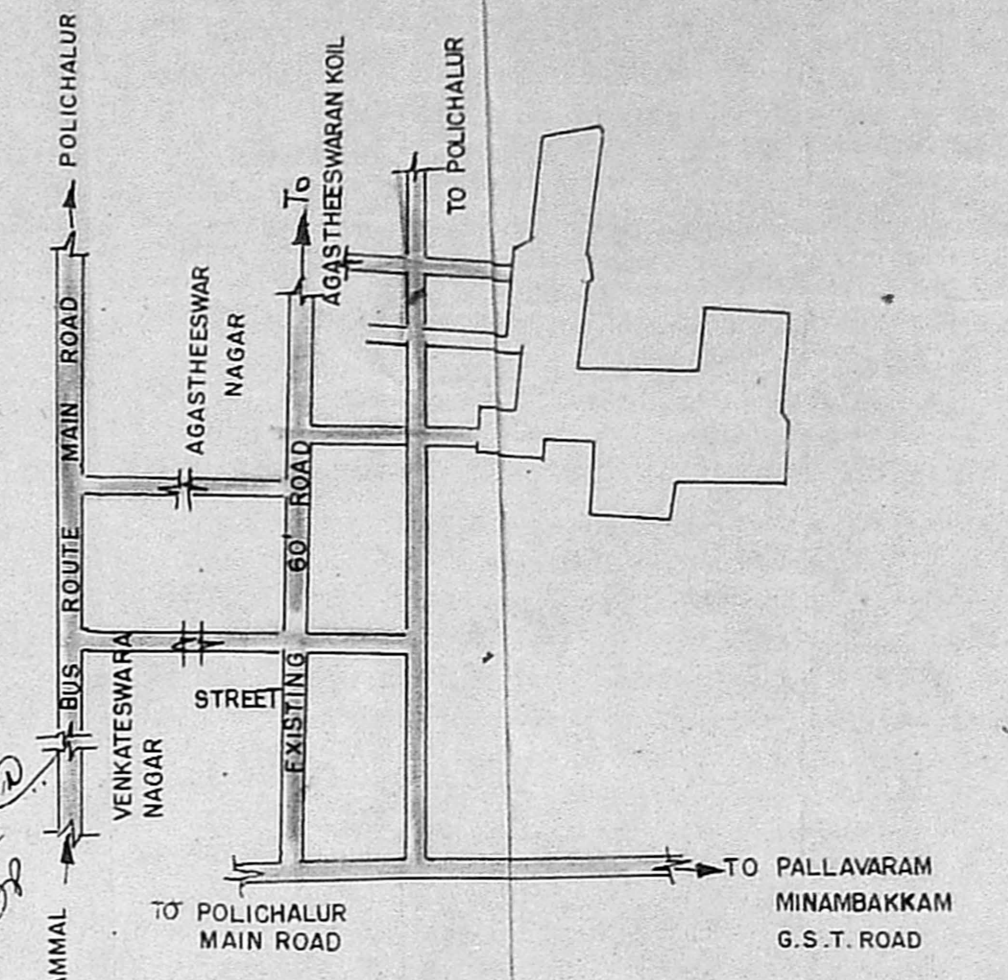 POLICHALUR
BUS ROUTE MAIN ROAD
AGASTHEESWAR
NAGAR
To
AGASTHEESWARAN KOIL
TO POLICHALUR
EXISTING 60' ROAD
VENKATESWARA
NAGAR
STREET
TO POLICHALUR
MAIN ROAD
TO PALLAVARAM
MINAMBAKKAM
G.S.T. ROAD